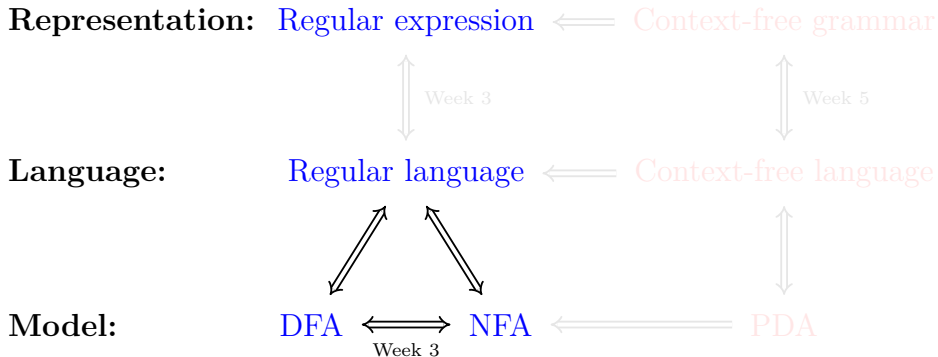 Representation: Regular expression Context-free grammar
Week 3 Week 5
Language: Regular language Context-free language
Model: DFA NFA PDA
Week 3